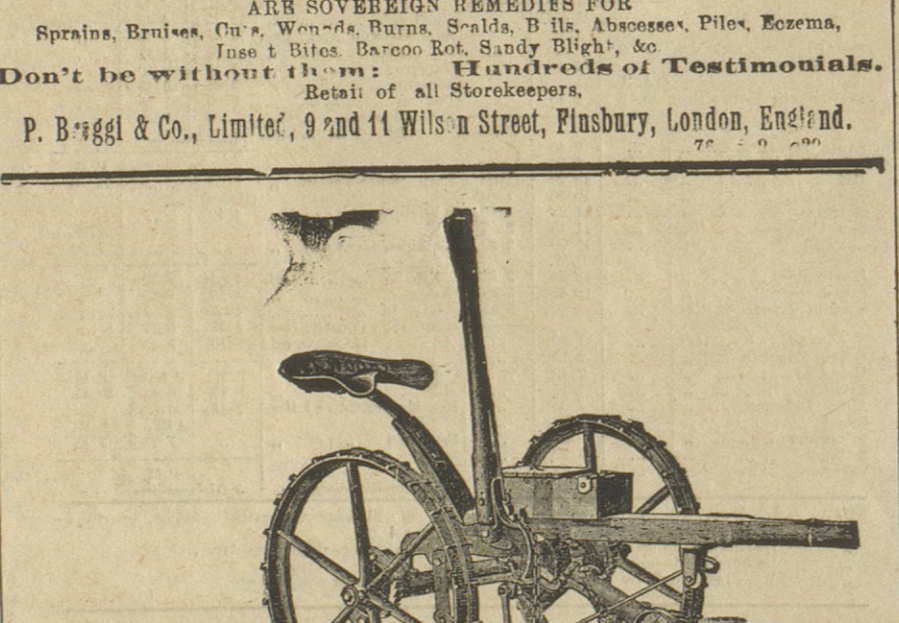 ARE SOVEREIGN REMEDIES FOR
Sprains, Bruises, Cuts, Wounds, Burns, Scalds, Boils, Abscesses, Piles, Eczema,
Insect Bites, Barcoo Rot, Sandy Blight, &c
Don't be without them: Hundreds of Testimonials.
Retail of all Storekeepers,
& Co., Limited, 9 and 11 Wilson Street, Finsbury, London, England.